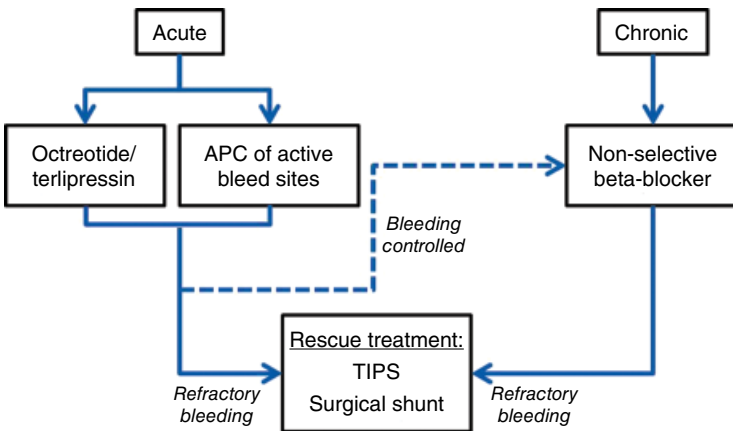 Acute
Chronic
Octreotide/
terlipressin
APC of active
bleed sites
Non-selective
beta-blocker
Bleeding
controlled
Rescue treatment:
TIPS
Surgical shunt
Refractory
bleeding
Refractory
bleeding